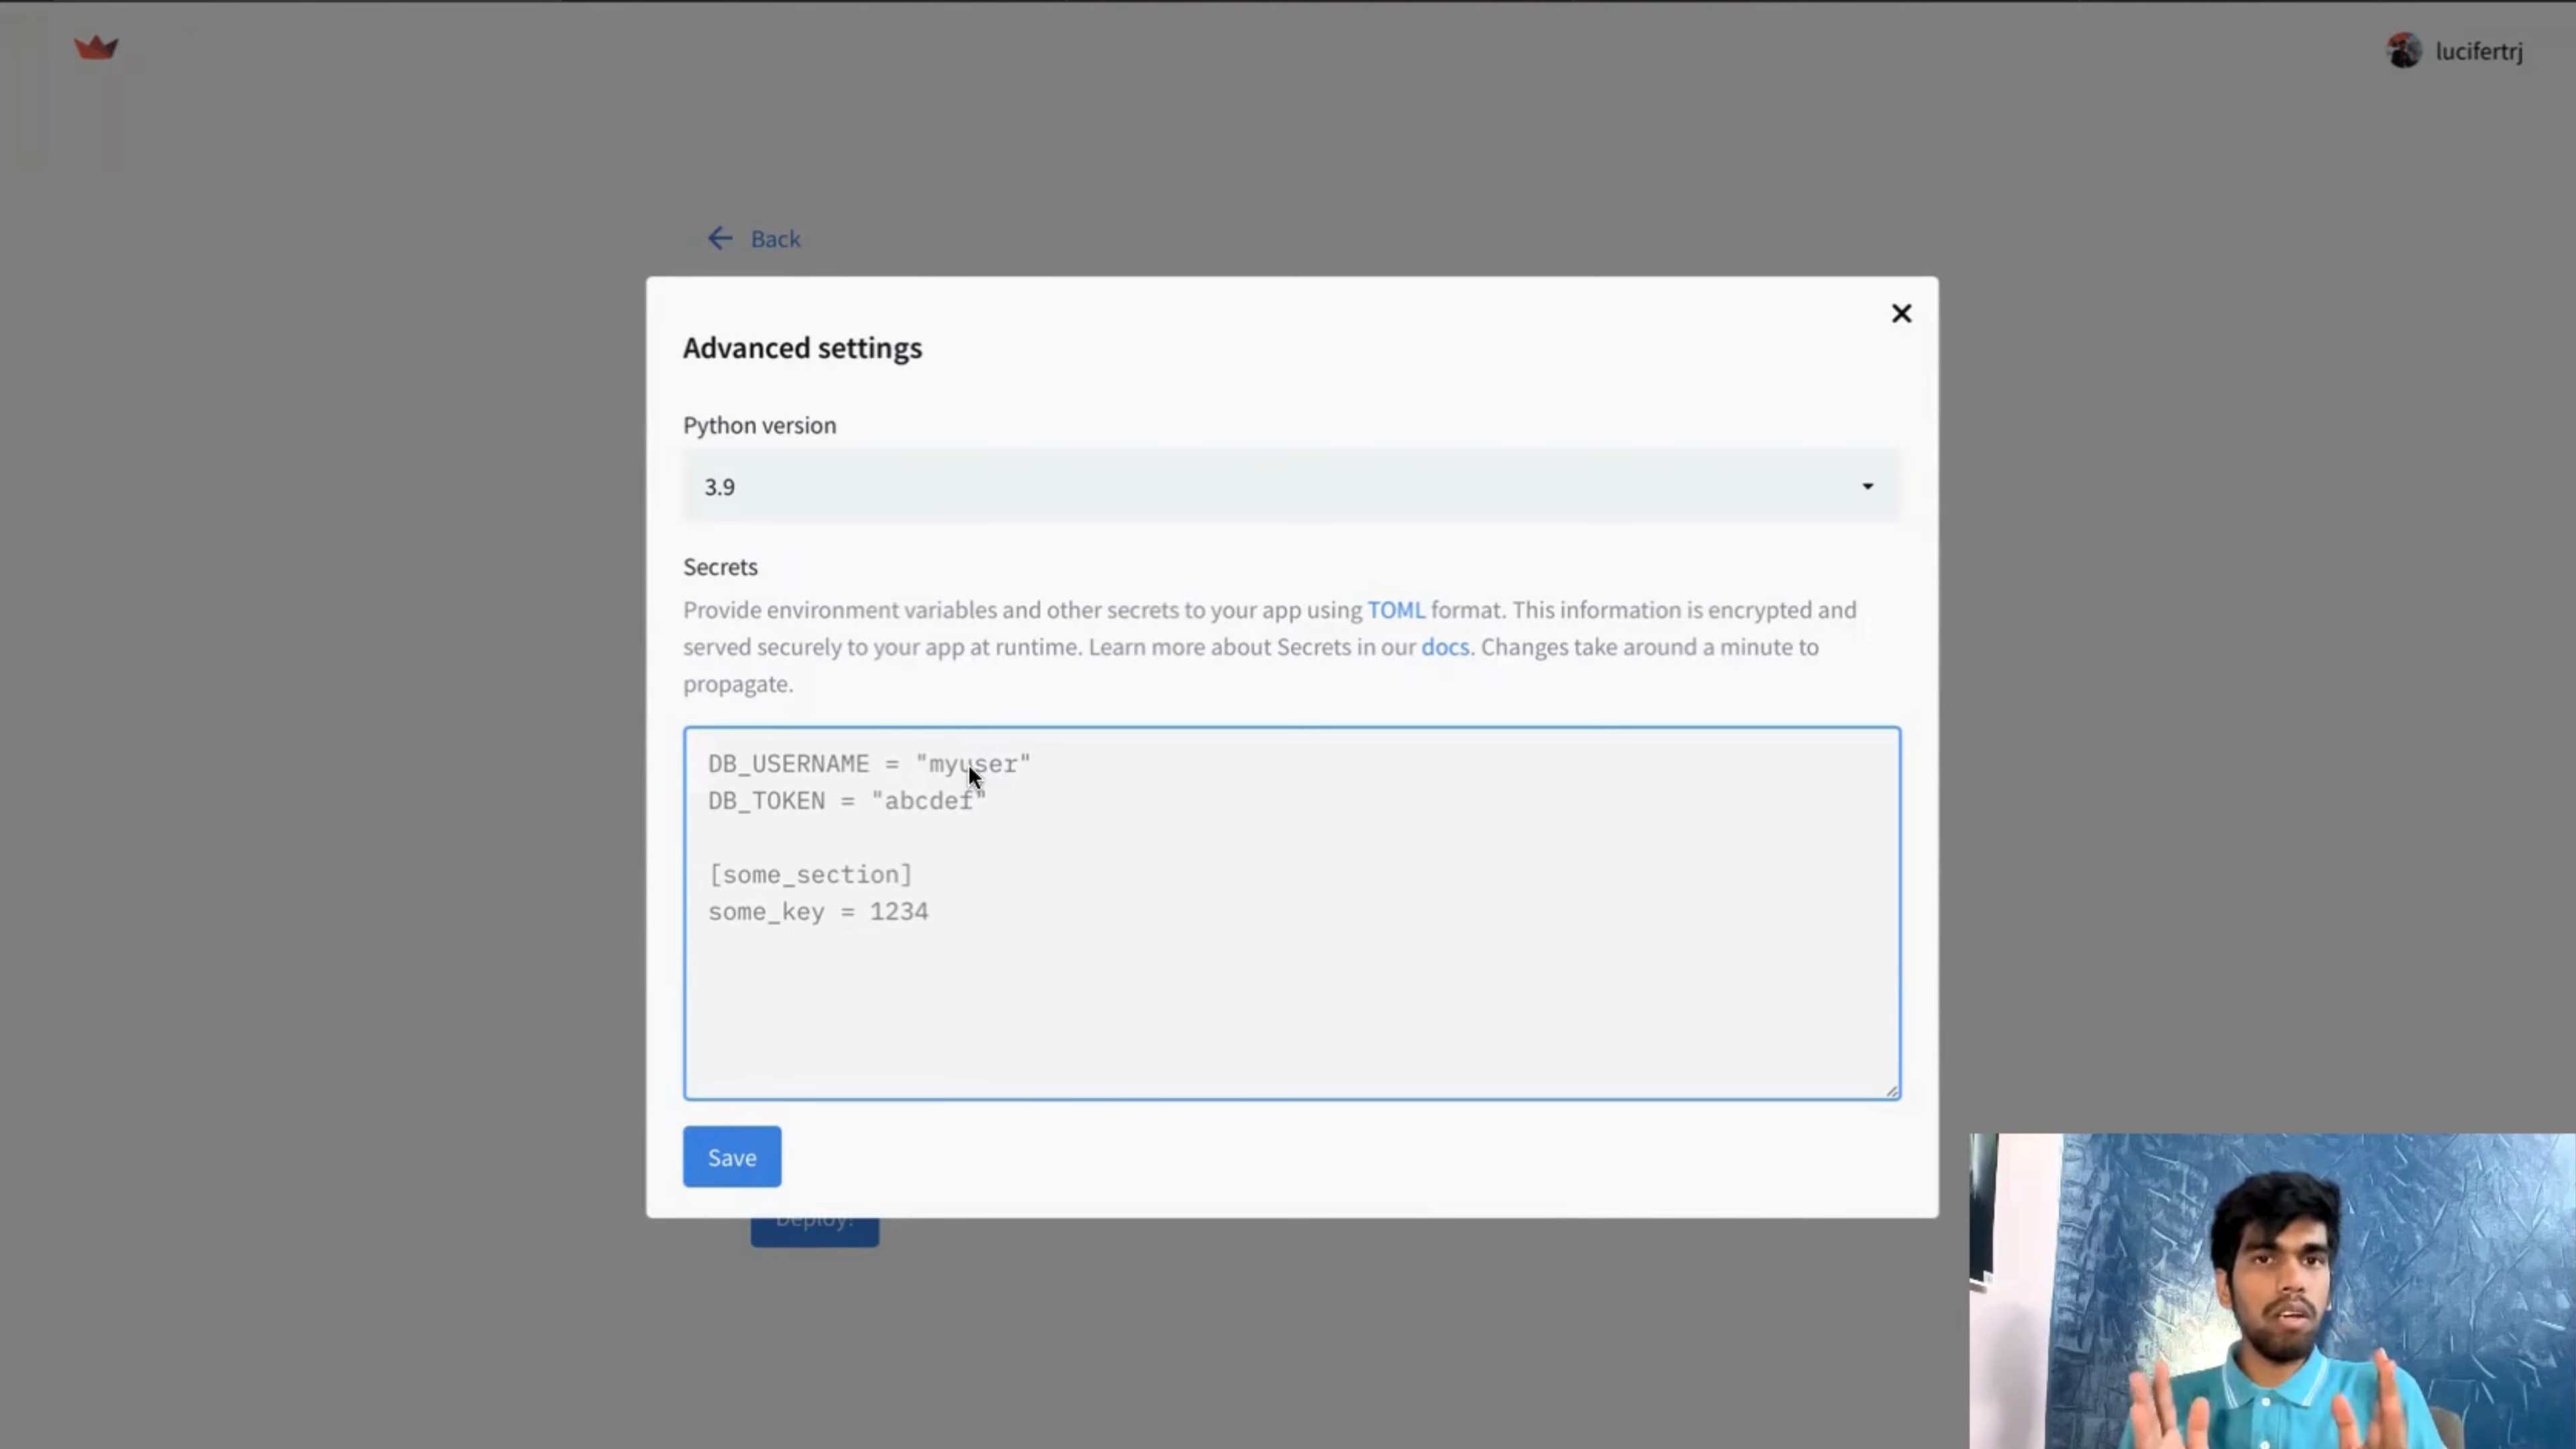 lucifertrj
Back
Advanced settings
Python version
3.9
Secrets
Provide environment variables and other secrets to your app using TOML format. This information is encrypted and
served securely to your app at runtime. Learn more about Secrets in our docs. Changes take around a minute to
propagate.
DB_USERNAME = "myuser"
DB_TOKEN = "abcdef"
[some_section]
some_key = 1234
Save
Deploy!